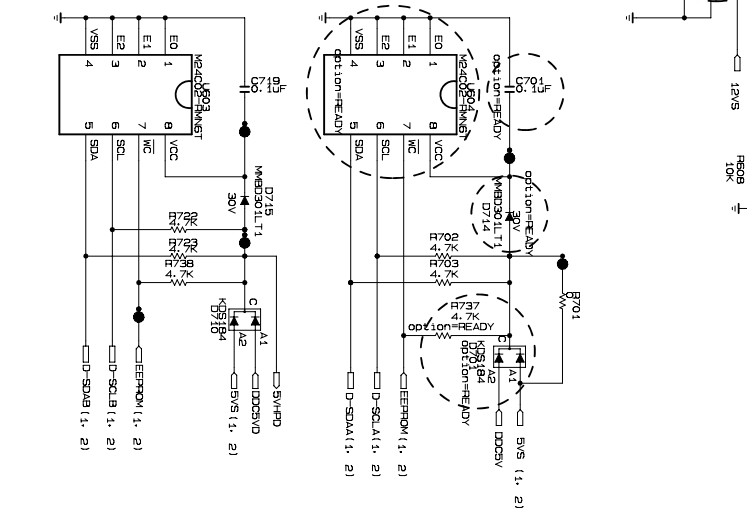 VSS
E2
E1
E0
4
3
2
1
M24C02-RMN6T
U603
5
6
7
8
SDA
SCL
WC
VCC
C719
0.1uF
MMBD301LT1
D715
30V
R722
4.7K
R723
4.7K
R738
4.7K
KDS184
D710
C
A2
A1
D-SDAB(1, 2)
D-SCLB(1, 2)
EEPROM(1, 2)
5VS(1, 2)
DDC5VD
5VHPD
VSS
E2
E1
E0
4
3
2
1
option=READY
M24C02-RMN6T
U604
5
6
7
8
SDA
SCL
WC
VCC
C701
0.1uF
option=READY
MMBD301LT1
D714
30V
option=READY
R702
4.7K
R703
4.7K
R701
0
R737
4.7K
option=READY
KDS184
D701
option=READY
C
A2
A1
D-SDAA(1, 2)
D-SCLA(1, 2)
EEPROM(1, 2)
DDC5V
5VS (1, 2)
12VS
R608
10K